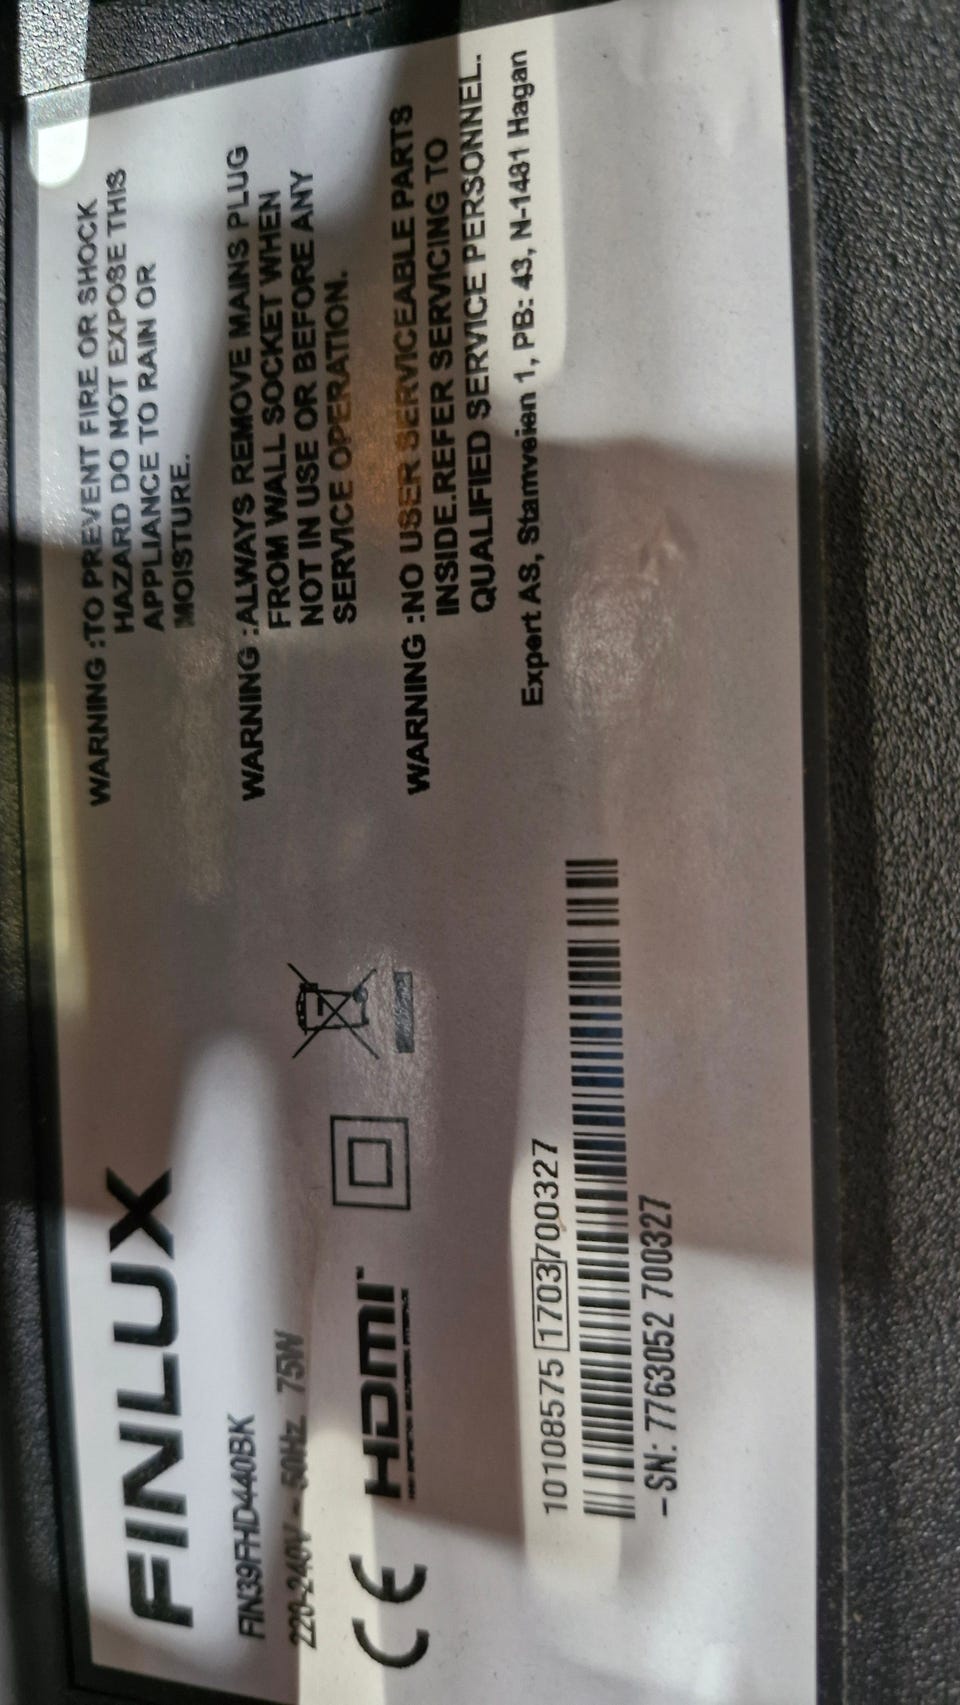 FINLUX
FIN39FHD440BK
220-240V ~ 50Hz 75W
CE HDMI
10108575 1703 700327
-SN: 7763052 700327
WARNING :TO PREVENT FIRE OR SHOCK
HAZARD DO NOT EXPOSE THIS
APPLIANCE TO RAIN OR
MOISTURE.
WARNING :ALWAYS REMOVE MAINS PLUG
FROM WALL SOCKET WHEN
NOT IN USE OR BEFORE ANY
SERVICE OPERATION.
WARNING :NO USER SERVICEABLE PARTS
INSIDE.REFER SERVICING TO
QUALIFIED SERVICE PERSONNEL.
Expert AS, Stamveien 1, PB: 43, N-1481 Hagan